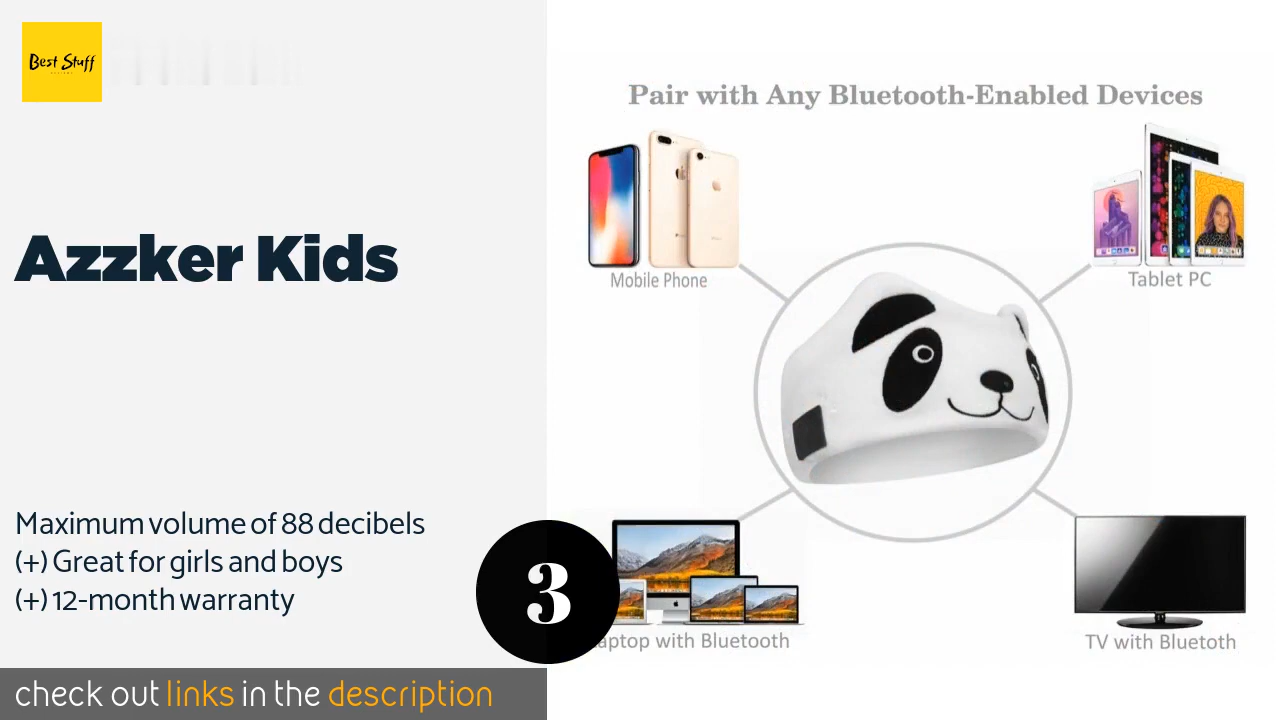 Best Stuff
Pair with Any Bluetooth-Enabled Devices
Mobile Phone
Tablet PC
Azzker Kids
Maximum volume of 88 decibels
(+) Great for girls and boys
(+) 12-month warranty
3
aptop with Bluetooth
TV with Bluetoth
check out links in the description